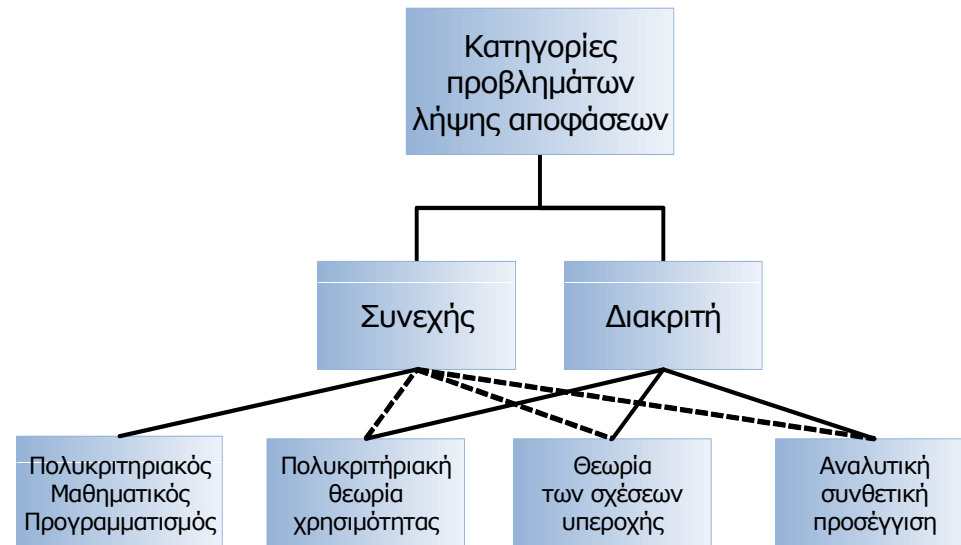 Κατηγορίες
προβλημάτων
λήψης αποφάσεων
Συνεχής
Διακριτή
Πολυκριτηριακός
Μαθηματικός
Προγραμματισμός
Πολυκριτήριακή
θεωρία
χρησιμότητας
Θεωρία
των σχέσεων
υπεροχής
Αναλυτική
συνθετική
προσέγγιση